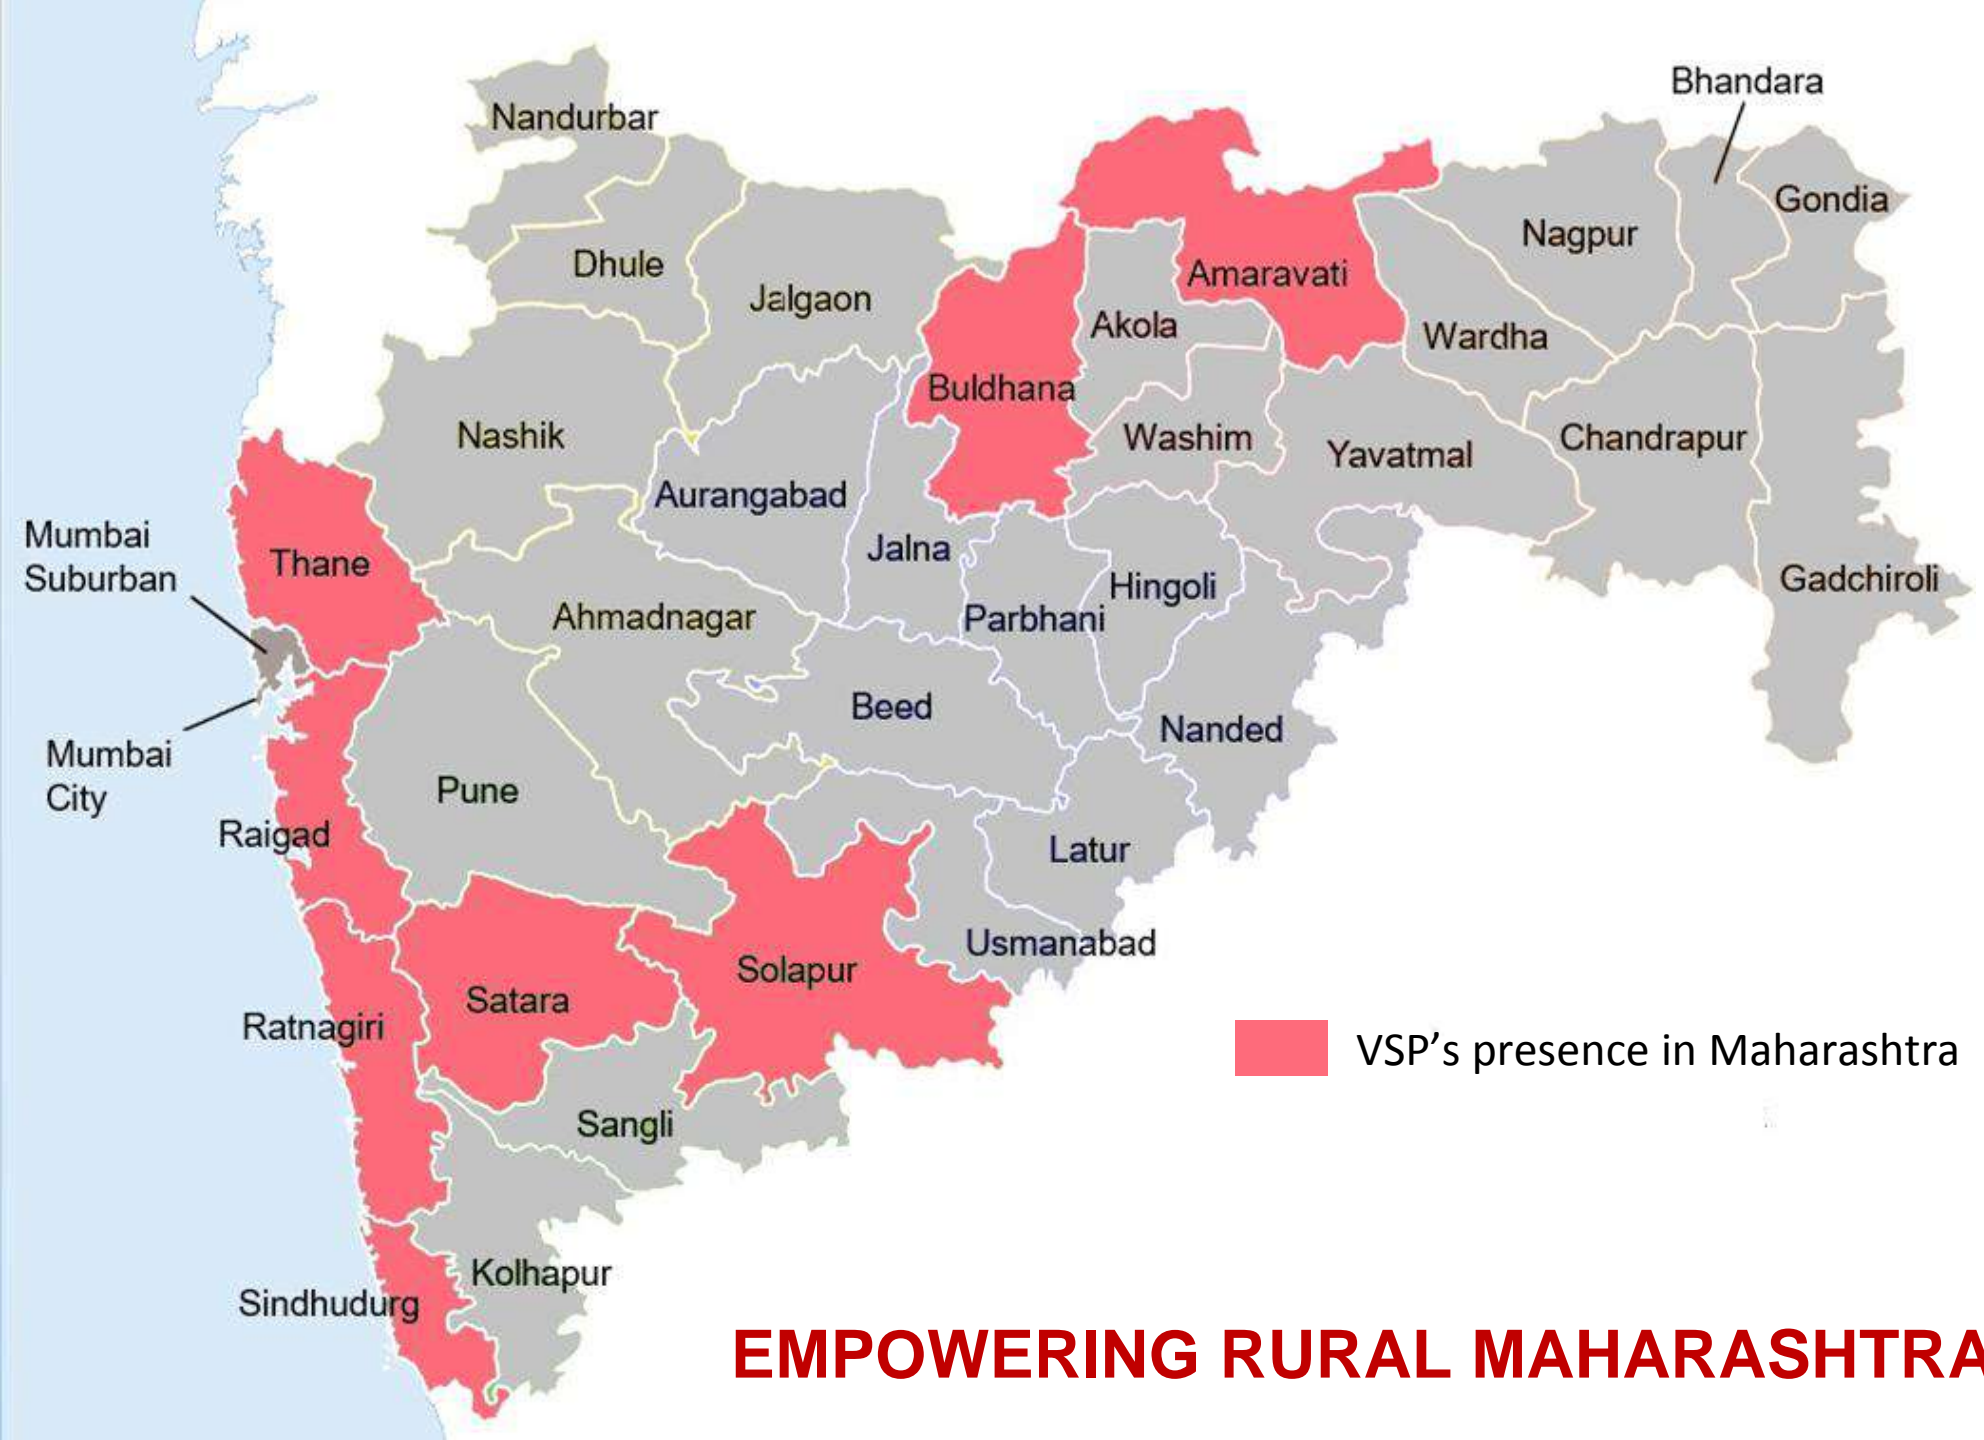 Bhandara
Nandurbar
Gondia
Nagpur
Dhule
Amaravati
Jalgaon
Akola
Wardha
Buldhana
Nashik
Washim
Yavatmal
Chandrapur
Aurangabad
Mumbai
Suburban
Thane
Jalna
Hingoli
Gadchiroli
Ahmadnagar
Parbhani
Beed
Nanded
Mumbai
City
Pune
Raigad
Latur
Usmanabad
Solapur
Satara
Ratnagiri
VSP’s presence in Maharashtra
Sangli
Kolhapur
Sindhudurg
EMPOWERING RURAL MAHARASHTRA